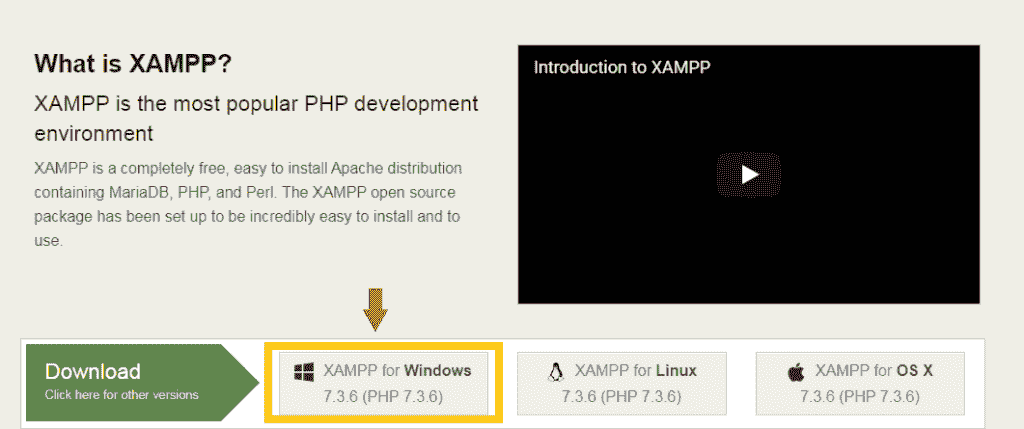 What is XAMPP?
XAMPP is the most popular PHP development
environment
XAMPP is a completely free, easy to install Apache distribution
containing MariaDB, PHP, and Perl. The XAMPP open source
package has been set up to be incredibly easy to install and to
use.
Introduction to XAMPP
Download
Click here for other versions
XAMPP for Windows
7.3.6 (PHP 7.3.6)
XAMPP for Linux
7.3.6 (PHP 7.3.6)
XAMPP for OS X
7.3.6 (PHP 7.3.6)